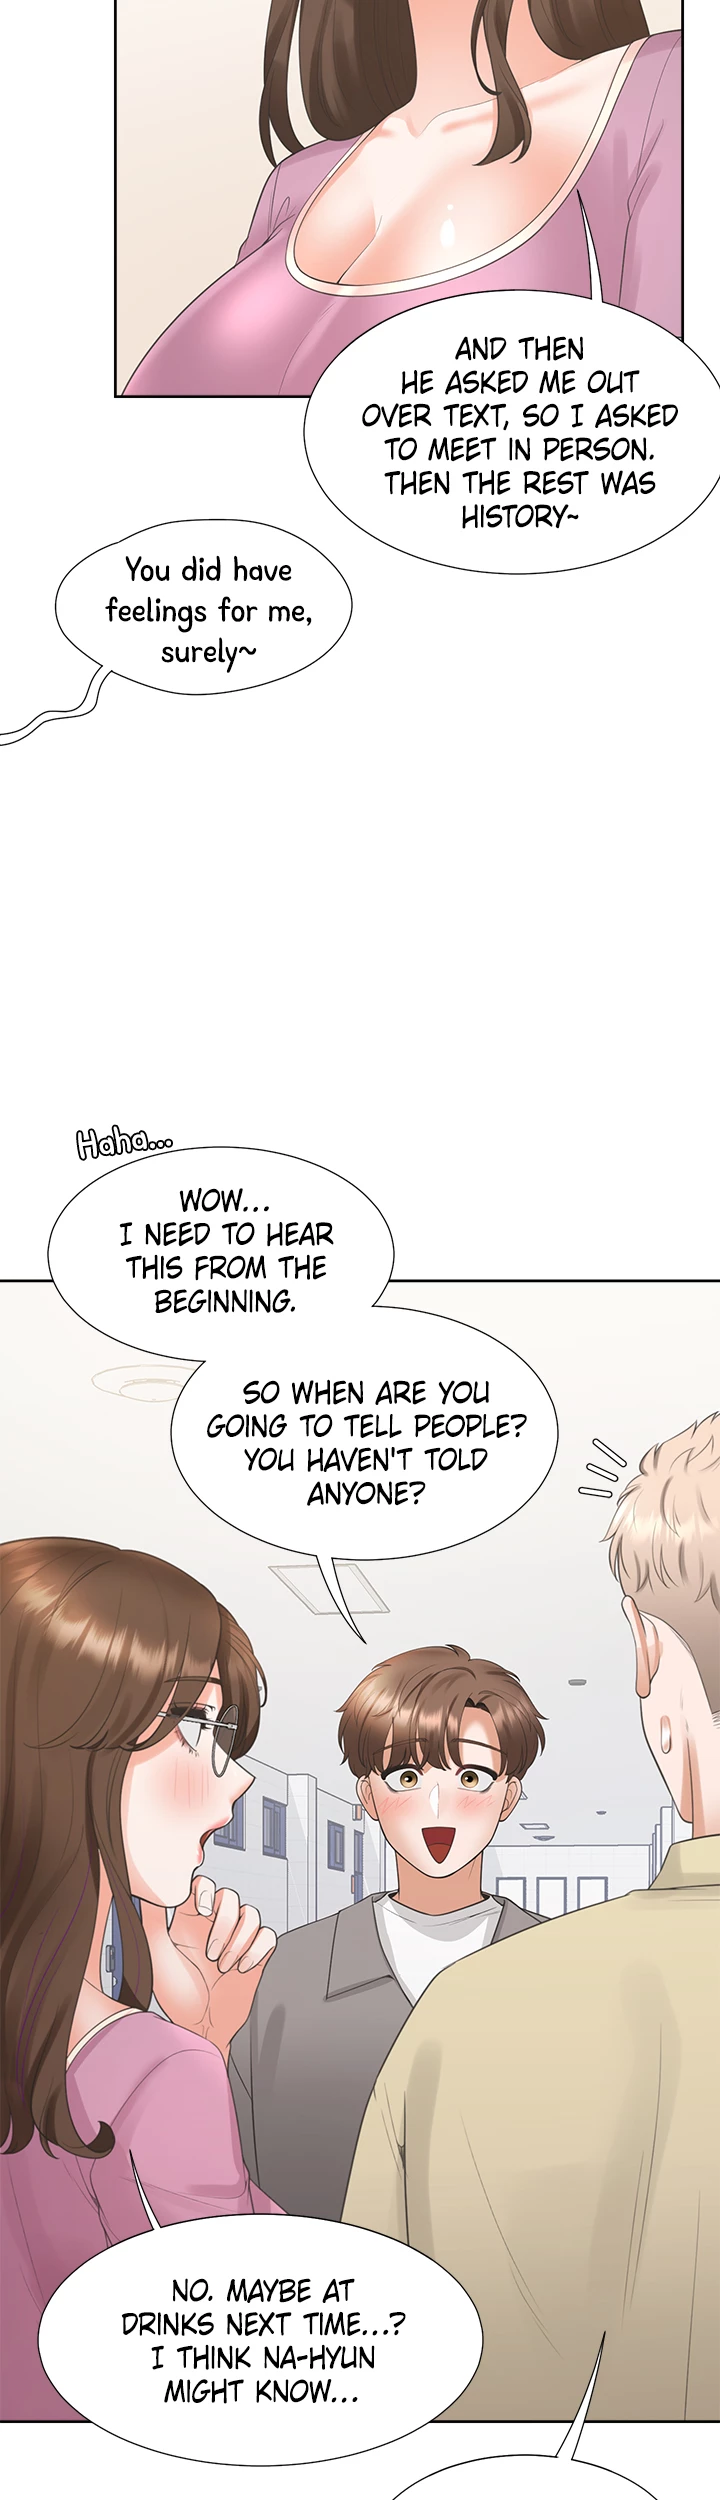 AND THEN
HE ASKED ME OUT
OVER TEXT, SO I ASKED
TO MEET IN PERSON.
THEN THE REST WAS
HISTORY~
You did have
feelings for me,
surely~
Haha...
WOW...
I NEED TO HEAR
THIS FROM THE
BEGINNING.
SO WHEN ARE YOU
GOING TO TELL PEOPLE?
YOU HAVEN'T TOLD
ANYONE?
NO. MAYBE AT
DRINKS NEXT TIME...?
I THINK NA-HYUN
MIGHT KNOW...